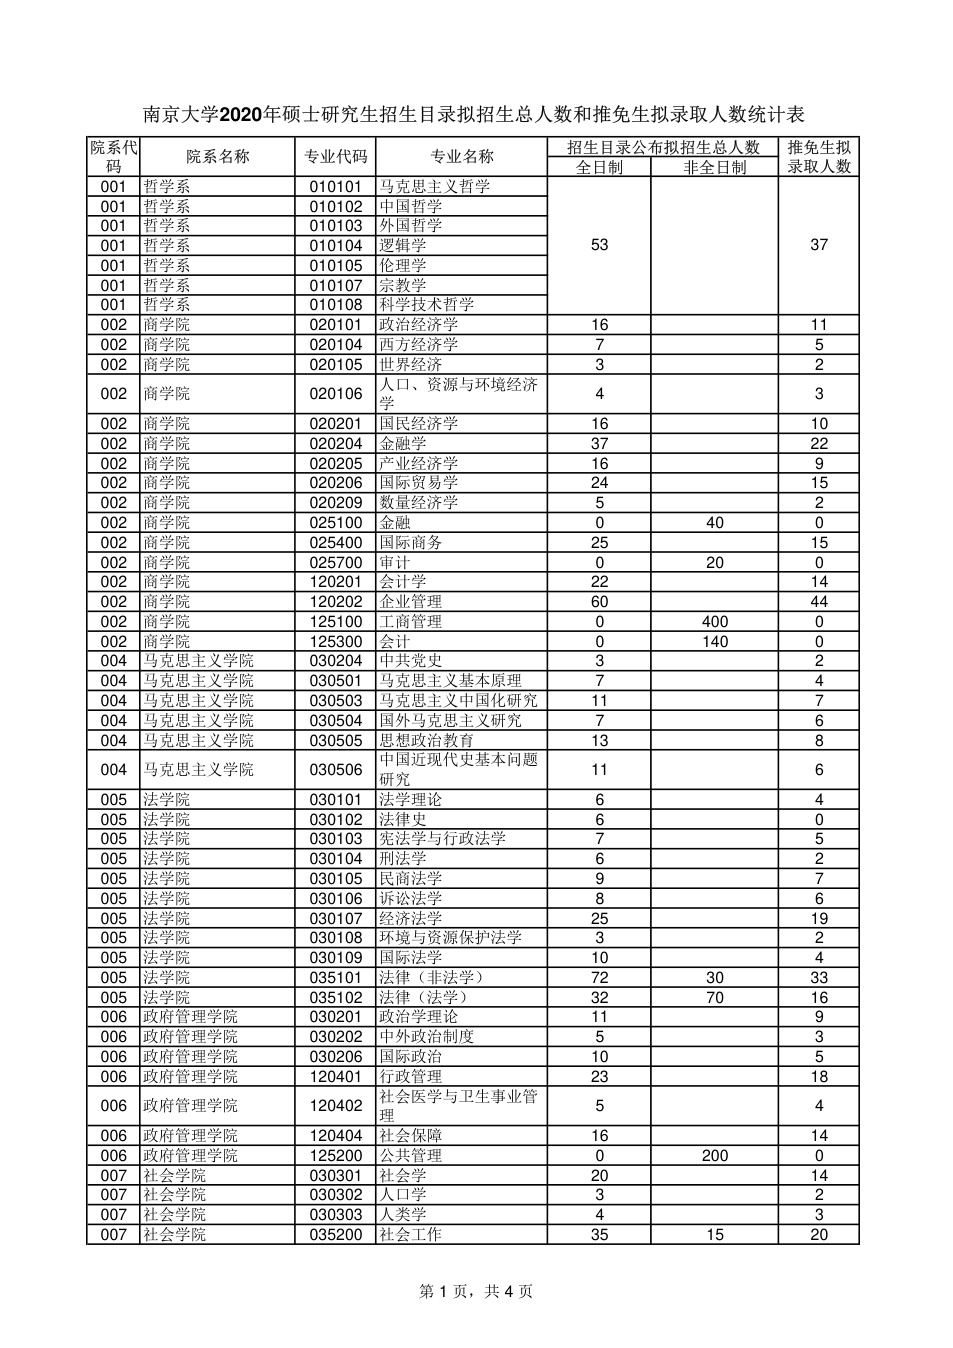 南京大学2020年硕士研究生招生目录拟招生总人数和推免生拟录取人数统计表
院系代码 院系名称 专业代码 专业名称 招生目录公布拟招生总人数 推免生拟录取人数
全日制 非全日制
001 哲学系 010101 马克思主义哲学
001 哲学系 010102 中国哲学
001 哲学系 010103 外国哲学
001 哲学系 010104 逻辑学 53 37
001 哲学系 010105 伦理学
001 哲学系 010107 宗教学
001 哲学系 010108 科学技术哲学
002 商学院 020101 政治经济学 16 11
002 商学院 020104 西方经济学 7 5
002 商学院 020105 世界经济 3 2
002 商学院 020106 人口、资源与环境经济学 4 3
002 商学院 020201 国民经济学 16 10
002 商学院 020204 金融学 37 22
002 商学院 020205 产业经济学 16 9
002 商学院 020206 国际贸易学 24 15
002 商学院 020209 数量经济学 5 2
002 商学院 025100 金融 0 40 0
002 商学院 025400 国际商务 25 15
002 商学院 025700 审计 0 20 0
002 商学院 120201 会计学 22 14
002 商学院 120202 企业管理 60 44
002 商学院 125100 工商管理 0 400 0
002 商学院 125300 会计 0 140 0
004 马克思主义学院 030204 中共党史 3 2
004 马克思主义学院 030501 马克思主义基本原理 7 4
004 马克思主义学院 030503 马克思主义中国化研究 11 7
004 马克思主义学院 030504 国外马克思主义研究 7 6
004 马克思主义学院 030505 思想政治教育 13 8
004 马克思主义学院 030506 中国近现代史基本问题研究 11 6
005 法学院 030101 法学理论 6 4
005 法学院 030102 法律史 6 0
005 法学院 030103 宪法学与行政法学 7 5
005 法学院 030104 刑法学 6 2
005 法学院 030105 民商法学 9 7
005 法学院 030106 诉讼法学 8 6
005 法学院 030107 经济法学 25 19
005 法学院 030108 环境与资源保护法学 3 2
005 法学院 030109 国际法学 10 4
005 法学院 035101 法律（非法学） 72 30 33
005 法学院 035102 法律（法学） 32 70 16
006 政府管理学院 030201 政治学理论 11 9
006 政府管理学院 030202 中外政治制度 5 3
006 政府管理学院 030206 国际政治 10 5
006 政府管理学院 120401 行政管理 23 18
006 政府管理学院 120402 社会医学与卫生事业管理 5 4
006 政府管理学院 120404 社会保障 16 14
006 政府管理学院 125200 公共管理 0 200 0
007 社会学院 030301 社会学 20 14
007 社会学院 030302 人口学 3 2
007 社会学院 030303 人类学 4 3
007 社会学院 035200 社会工作 35 15 20
第 1 页，共 4 页